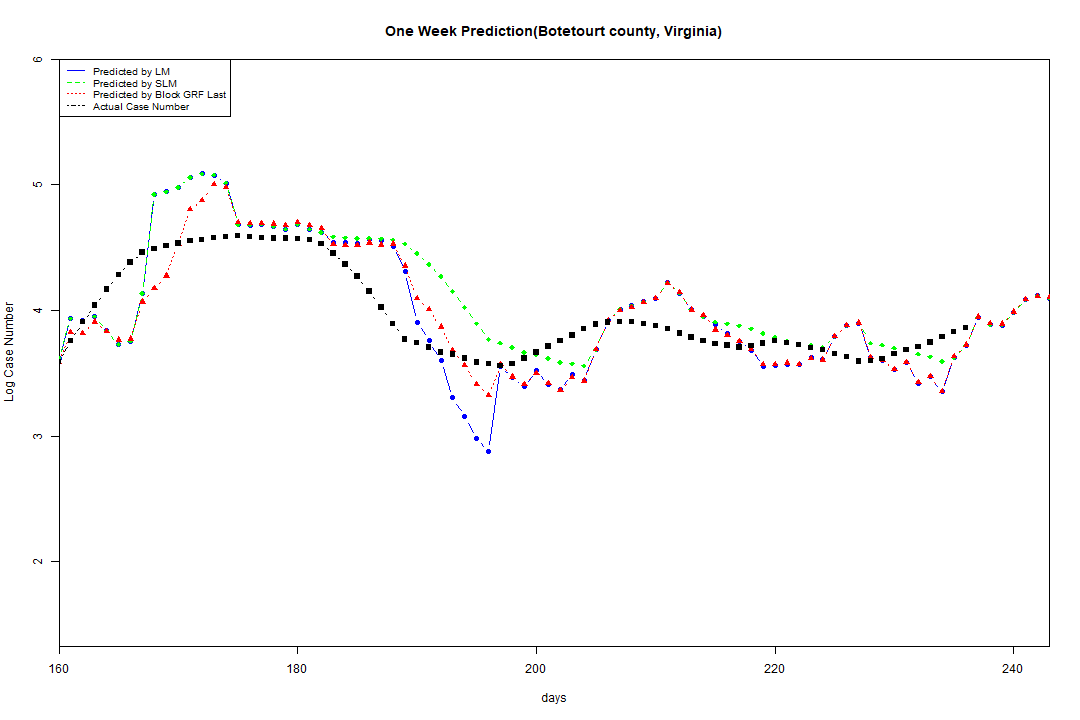 One Week Prediction(Botetourt county, Virginia)
Predicted by LM
Predicted by SLM
Predicted by Block GRF Last
Actual Case Number
6
5
4
3
2
Log Case Number
160 180 200 220 240
days